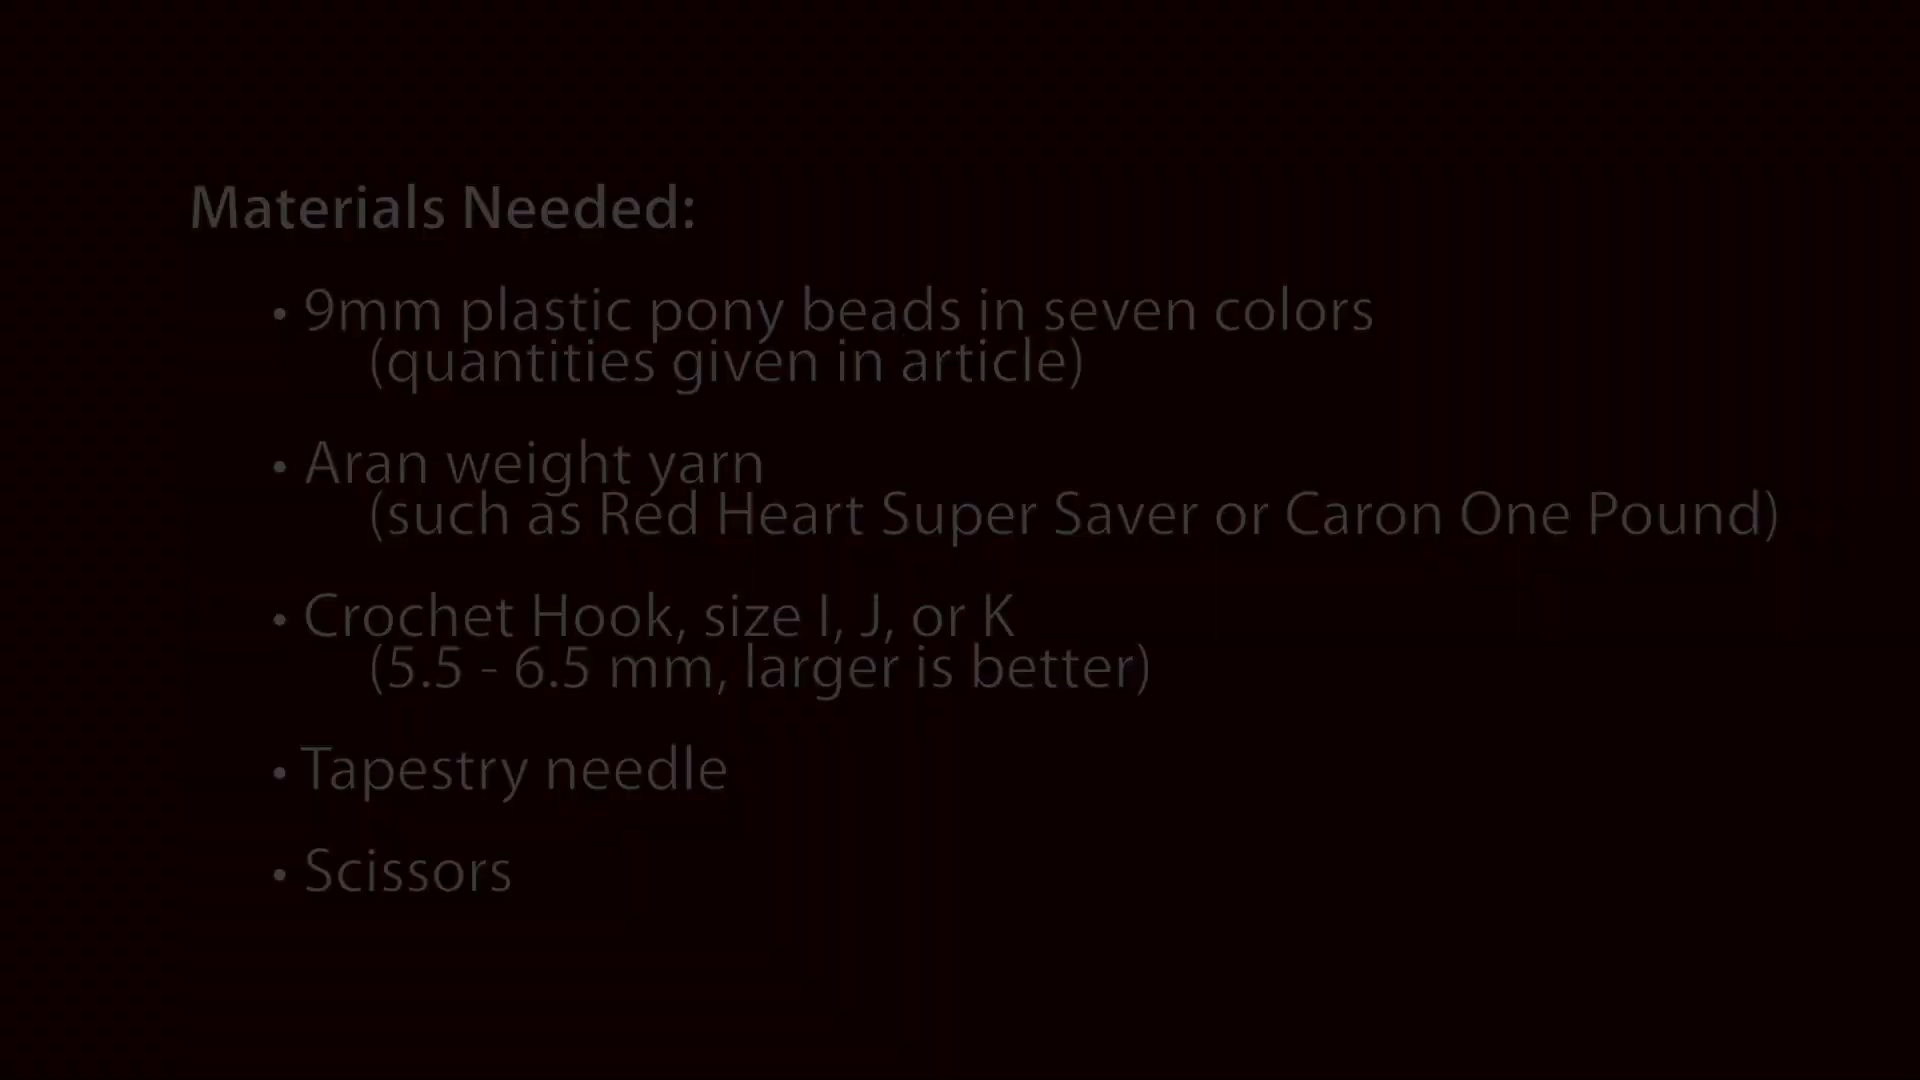 Materials Needed:
• 9mm plastic pony beads in seven colors
(quantities given in article)
• Aran weight yarn
(such as Red Heart Super Saver or Caron One Pound)
• Crochet Hook, size I, J, or K
(5.5 - 6.5 mm, larger is better)
• Tapestry needle
• Scissors